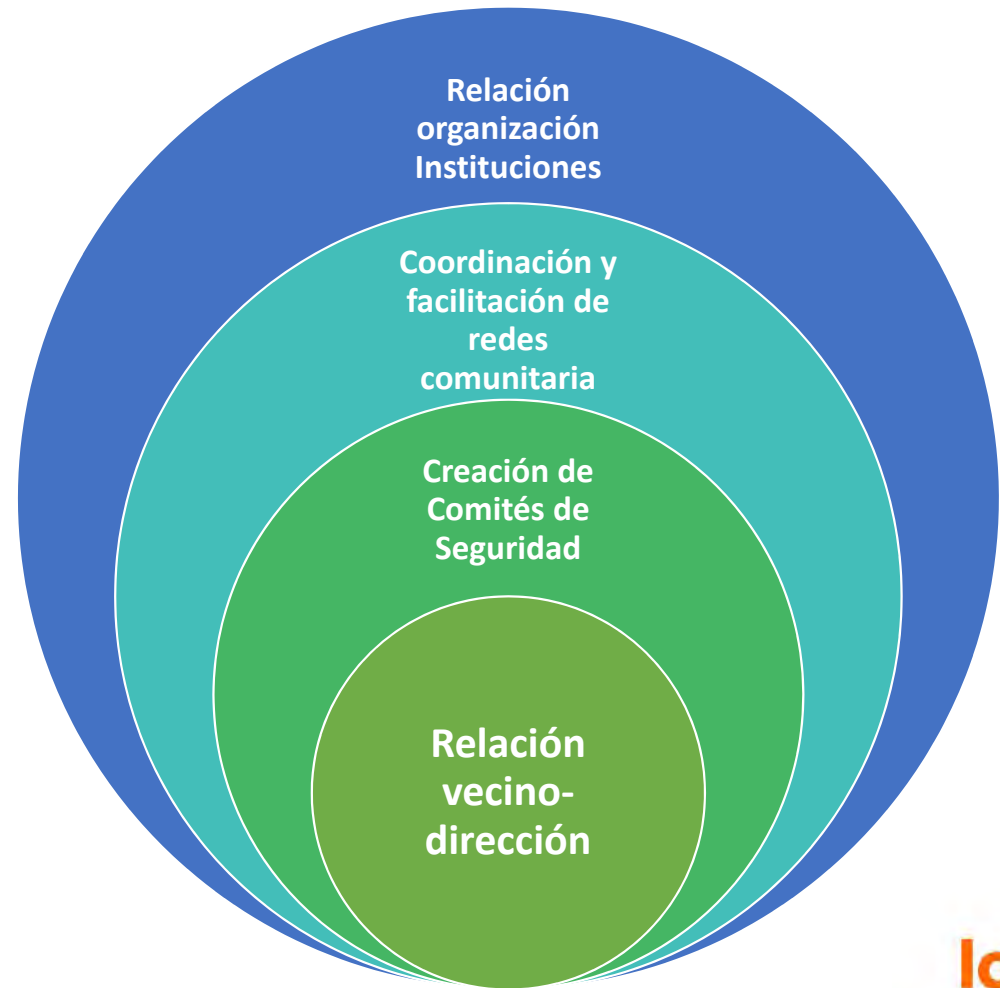 Relación
organización
Instituciones
Coordinación y
facilitación de
redes
comunitaria
Creación de
Comités de
Seguridad
Relación
vecino-
dirección